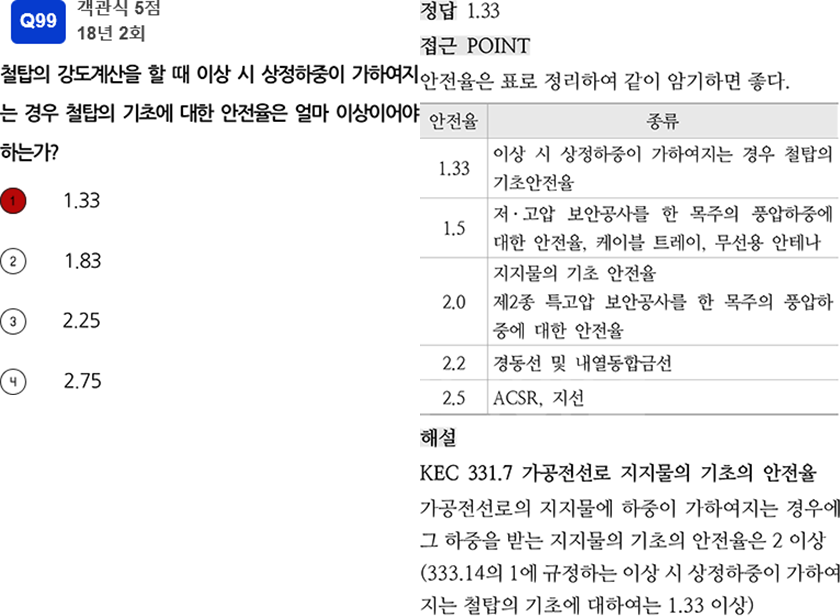 Q99
객관식 5점
18년 2회
철탑의 강도계산을 할 때 이상 시 상정하중이 가하여지
는 경우 철탑의 기초에 대한 안전율은 얼마 이상이어야
하는가?
1 1.33
2 1.83
3 2.25
4 2.75
정답 1.33
접근 POINT
안전율은 표로 정리하여 같이 암기하면 좋다.
안전율 종류
1.33 이상 시 상정하중이 가하여지는 경우 철탑의
기초안전율
1.5 저·고압 보안공사를 한 목주의 풍압하중에
대한 안전율, 케이블 트레이, 무선용 안테나
2.0 지지물의 기초 안전율
제2종 특고압 보안공사를 한 목주의 풍압하
중에 대한 안전율
2.2 경동선 및 내열동합금선
2.5 ACSR, 지선
해설
KEC 331.7 가공전선로 지지물의 기초의 안전율
가공전선로의 지지물에 하중이 가하여지는 경우에
그 하중을 받는 지지물의 기초의 안전율은 2 이상
(333.14의 1에 규정하는 이상 시 상정하중이 가하여
지는 철탑의 기초에 대하여는 1.33 이상)